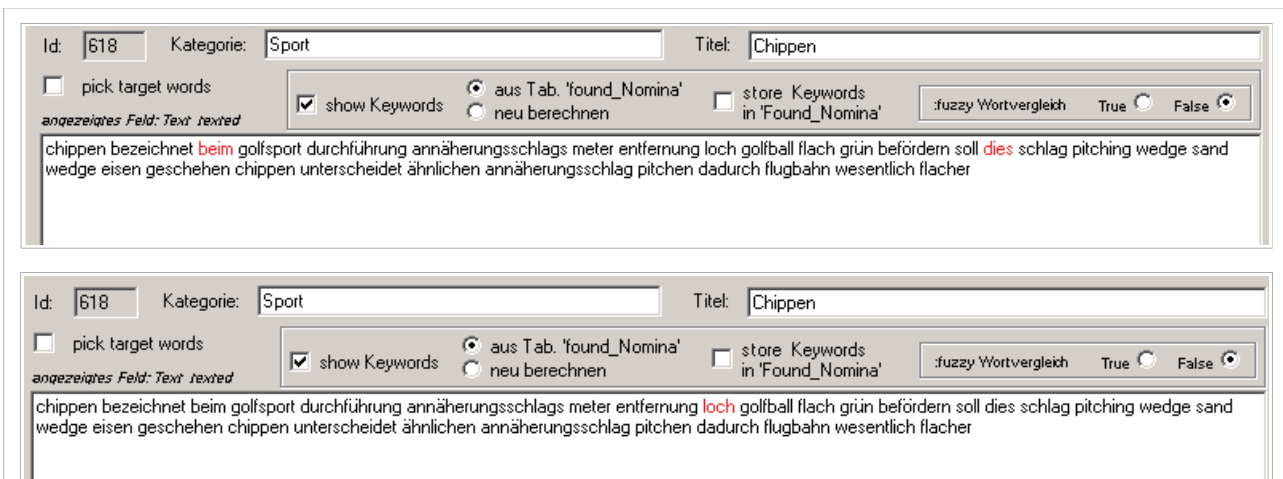 Id: 618 Kategorie: Sport Titel: Chippen
pick target words
show Keywords
aus Tab. 'found_Nomina'
neu berechnen
store Keywords
in 'Found_Nomina'
:fuzzy Wortvergleich True False
angezeigtes Feld: Text_texted
chippen bezeichnet beim golfsport durchführung annäherungsschlags meter entfernung loch golfball flach grün befördern soll dies schlag pitching wedge sand
wedge eisen geschehen chippen unterscheidet ähnlichen annäherungsschlag pitchen dadurch flugbahn wesentlich flacher
Id: 618 Kategorie: Sport Titel: Chippen
pick target words
show Keywords
aus Tab. 'found_Nomina'
neu berechnen
store Keywords
in 'Found_Nomina'
:fuzzy Wortvergleich True False
angezeigtes Feld: Text_texted
chippen bezeichnet beim golfsport durchführung annäherungsschlags meter entfernung loch golfball flach grün befördern soll dies schlag pitching wedge sand
wedge eisen geschehen chippen unterscheidet ähnlichen annäherungsschlag pitchen dadurch flugbahn wesentlich flacher